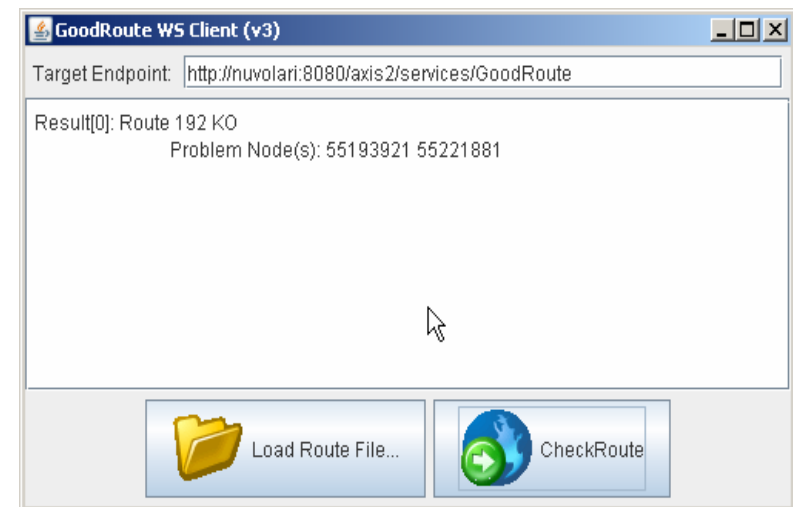 GoodRoute WS Client (v3)
Target Endpoint: http://nuvolari:8080/axis2/services/GoodRoute
Result[0]: Route 192 KO
Problem Node(s): 55193921 55221881
Load Route File... CheckRoute